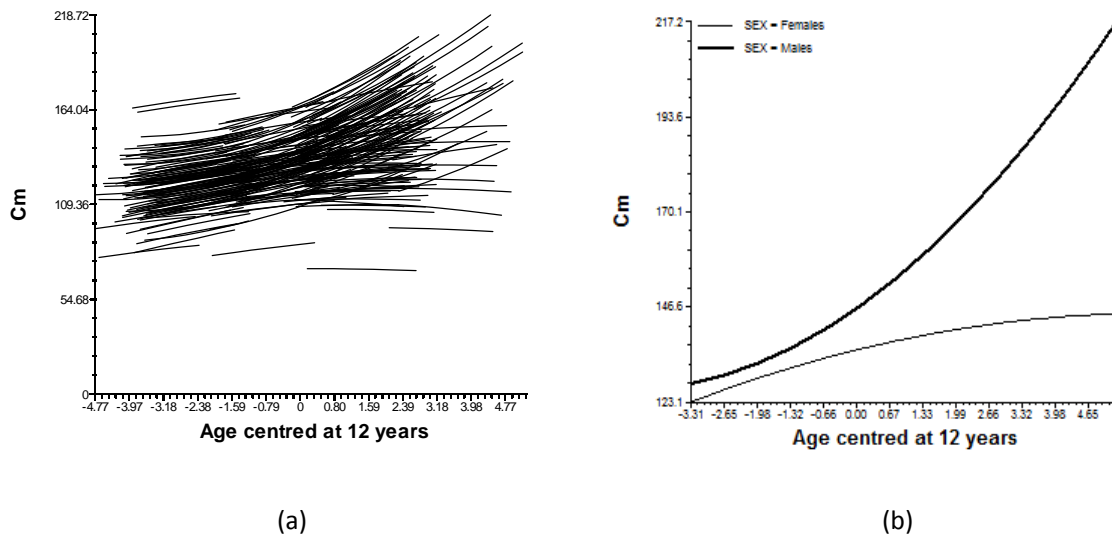 218.72
164.04
109.36
54.68
0
-4.77 -3.97 -3.18 -2.38 -1.59 -0.79 0 0.80 1.59 2.39 3.18 3.98 4.77
Cm
Age centred at 12 years
(a)
217.2
193.6
170.1
146.6
123.1
-3.31 -2.65 -1.98 -1.32 -0.66 0.00 0.67 1.33 1.99 2.66 3.32 3.98 4.65
Cm
SEX = Females
SEX = Males
Age centred at 12 years
(b)